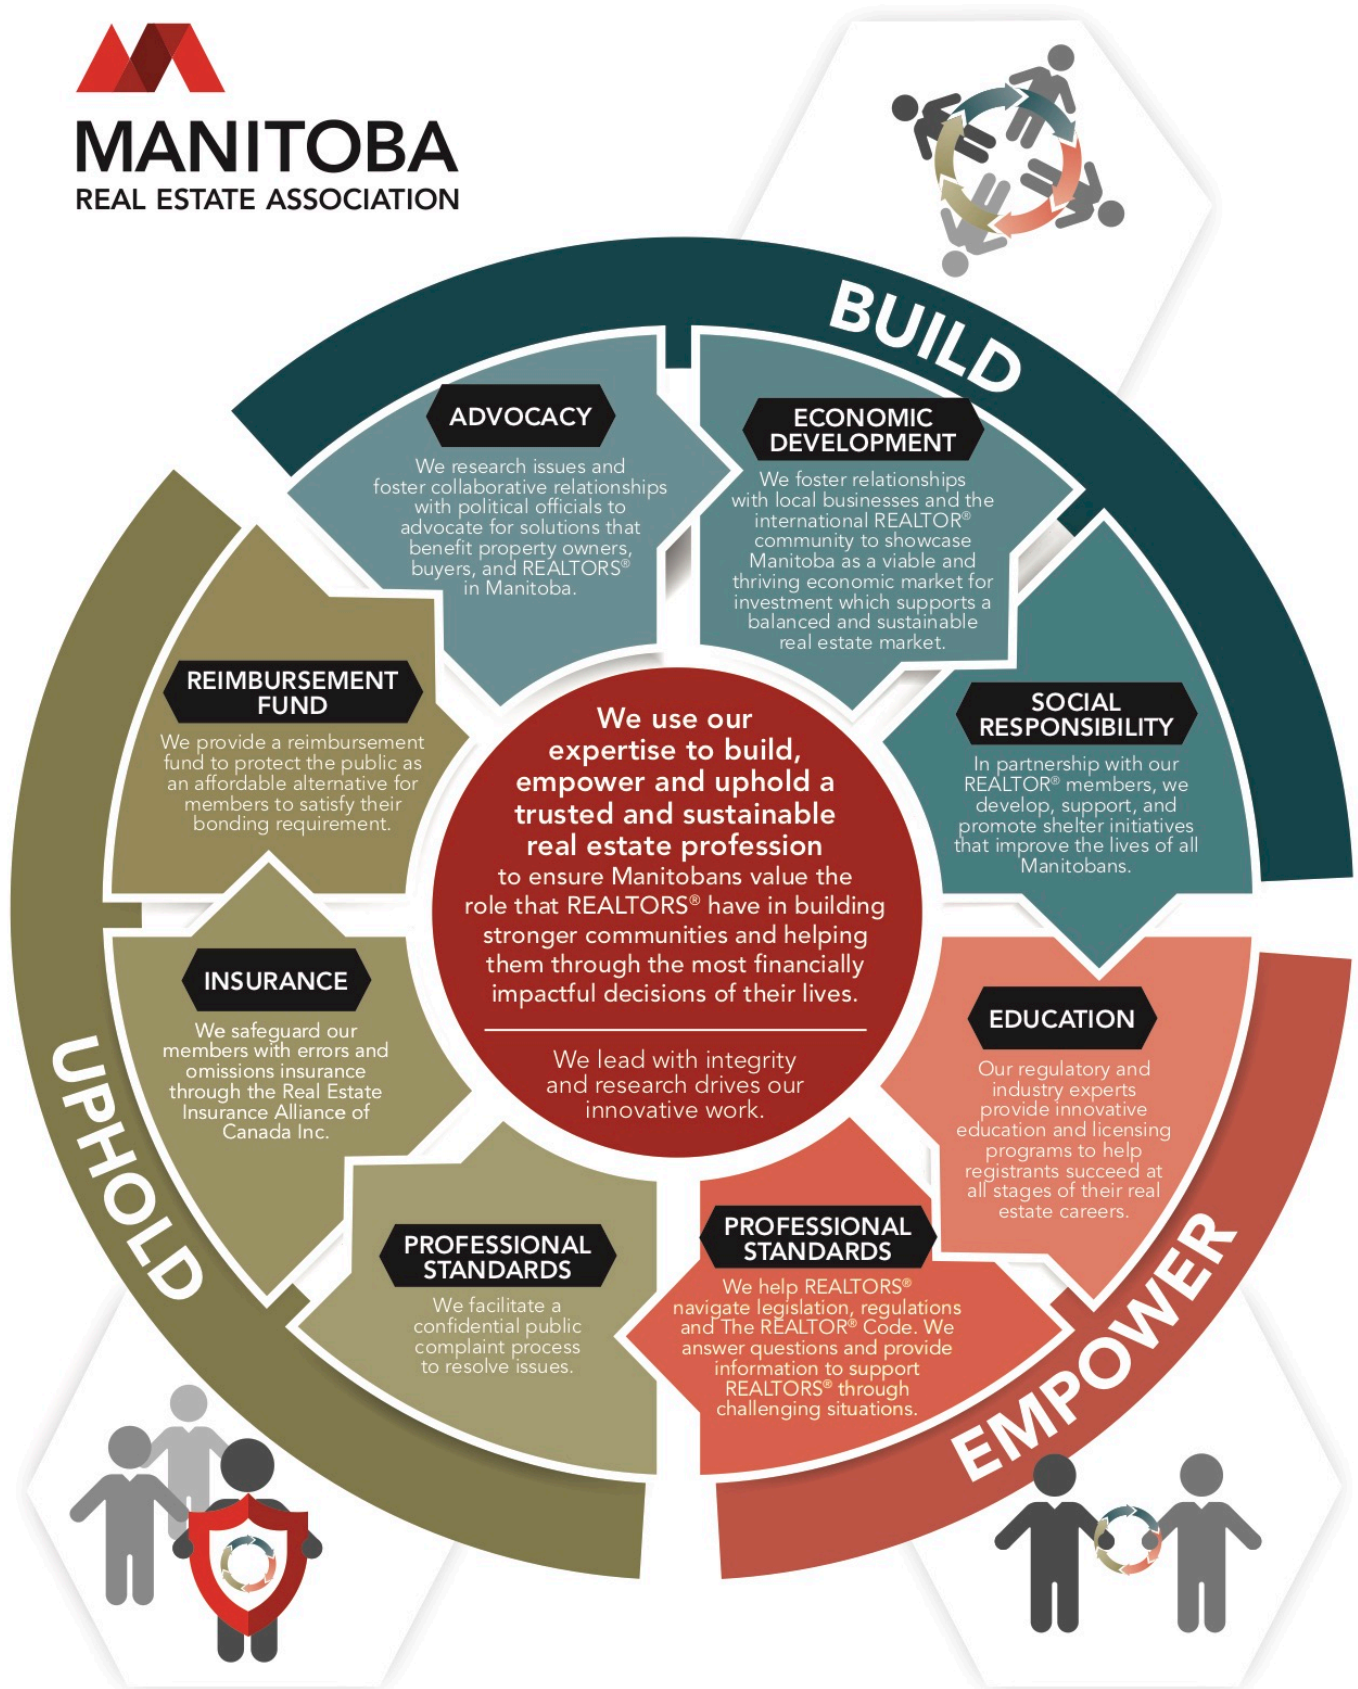 MANITOBA
REAL ESTATE ASSOCIATION
BUILD
ADVOCACY
We research issues and
foster collaborative relationships
with political officials to
advocate for solutions that
benefit property owners,
buyers, and REALTORS®
in Manitoba.
ECONOMIC
DEVELOPMENT
We foster relationships
with local businesses and the
international REALTOR®
community to showcase
Manitoba as a viable and
thriving economic market for
investment which supports a
balanced and sustainable
real estate market.
SOCIAL
RESPONSIBILITY
In partnership with our
REALTOR® members, we
develop, support, and
promote shelter initiatives
that improve the lives of all
Manitobans.
EMPOWER
EDUCATION
Our regulatory and
industry experts
provide innovative
education and licensing
programs to help
registrants succeed at
all stages of their real
estate careers.
PROFESSIONAL
STANDARDS
We help REALTORS®
navigate legislation, regulations
and The REALTOR® Code. We
answer questions and provide
information to support
REALTORS® through
challenging situations.
UPHOLD
PROFESSIONAL
STANDARDS
We facilitate a
confidential public
complaint process
to resolve issues.
INSURANCE
We safeguard our
members with errors and
omissions insurance
through the Real Estate
Insurance Alliance of
Canada Inc.
REIMBURSEMENT
FUND
We provide a reimbursement
fund to protect the public as
an affordable alternative for
members to satisfy their
bonding requirement.
We use our
expertise to build,
empower and uphold a
trusted and sustainable
real estate profession
to ensure Manitobans value the
role that REALTORS® have in building
stronger communities and helping
them through the most financially
impactful decisions of their lives.
We lead with integrity
and research drives our
innovative work.